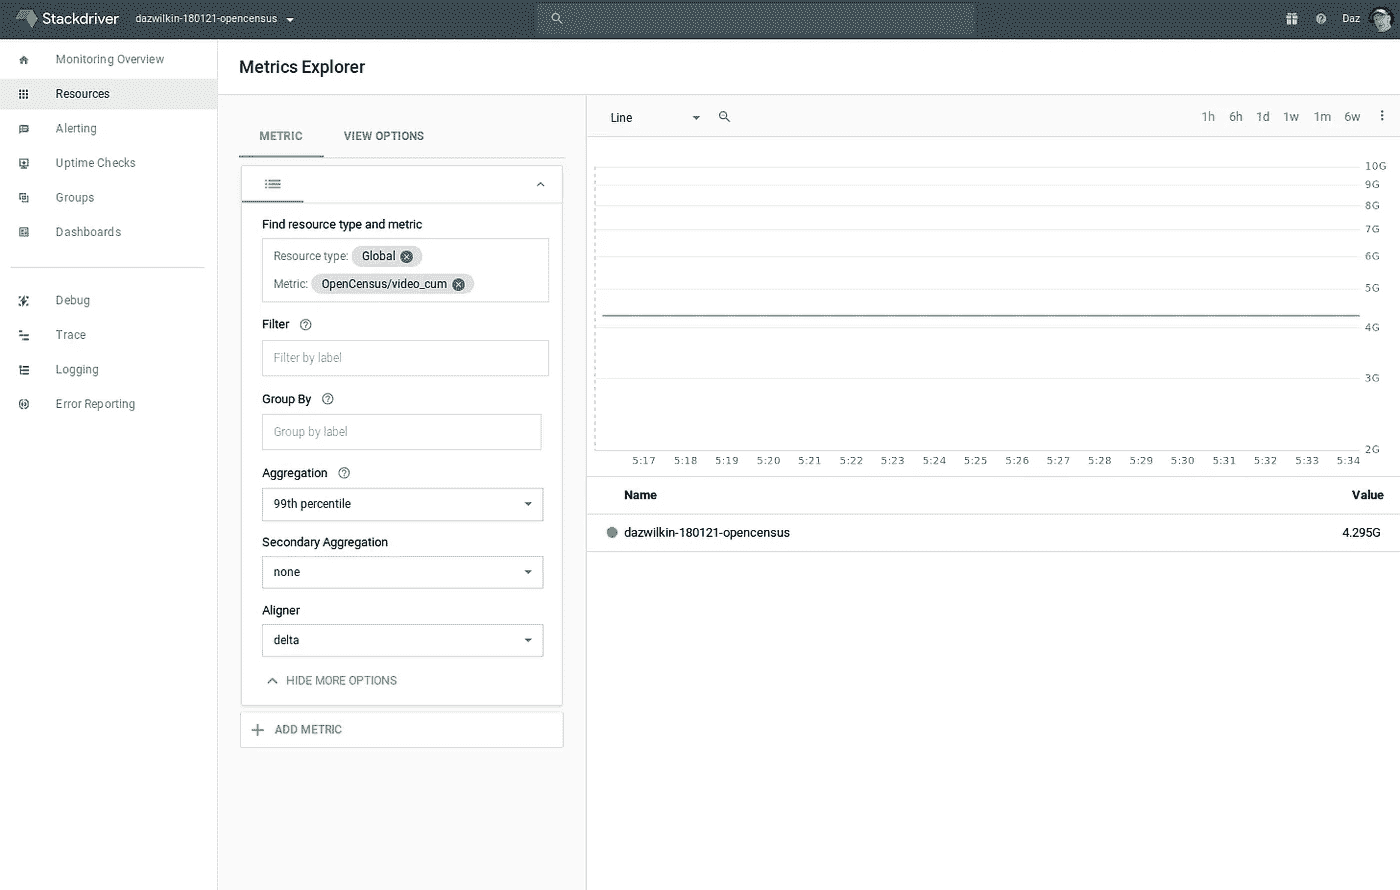 Stackdriver dazwilkin-180121-opencensus Daz
Monitoring Overview
Resources
Alerting
Uptime Checks
Groups
Dashboards
Debug
Trace
Logging
Error Reporting
Metrics Explorer
METRIC VIEW OPTIONS
Find resource type and metric
Resource type: Global
Metric: OpenCensus/video_cum
Filter
Filter by label
Group By
Group by label
Aggregation
99th percentile
Secondary Aggregation
none
Aligner
delta
HIDE MORE OPTIONS
ADD METRIC
Line 1h 6h 1d 1w 1m 6w
10G
9G
8G
7G
6G
5G
4G
3G
2G
5:17 5:18 5:19 5:20 5:21 5:22 5:23 5:24 5:25 5:26 5:27 5:28 5:29 5:30 5:31 5:32 5:33 5:34
Name Value
dazwilkin-180121-opencensus 4.295G